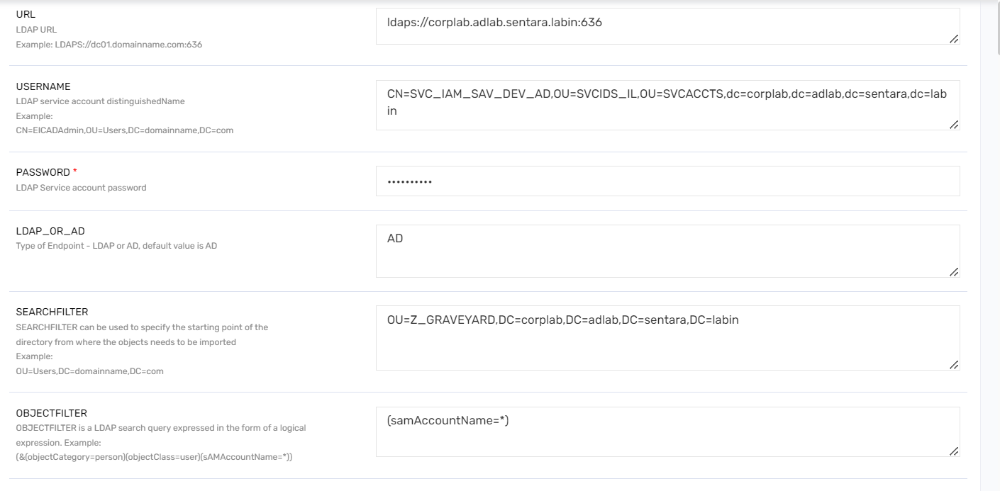 URL
LDAP URL
Example: LDAPS://dc01.domainname.com:636
ldaps://corplab.adlab.sentara.labin:636
USERNAME
LDAP service account distinguishedName
Example:
CN=EICADAdmin,OU=Users,DC=domainname,DC=com
CN=SVC_IAM_SAV_DEV_AD,OU=SVCIDS_IL,OU=SVCACCTS,dc=corplab,dc=adlab,dc=sentara,dc=lab
in
PASSWORD *
LDAP Service account password
••••••••••
LDAP_OR_AD
Type of Endpoint - LDAP or AD, default value is AD
AD
SEARCHFILTER
SEARCHFILTER can be used to specify the starting point of the
directory from where the objects needs to be imported
Example:
OU=Users,DC=domainname,DC=com
OU=Z_GRAVEYARD,DC=corplab,DC=adlab,DC=sentara,DC=labin
OBJECTFILTER
OBJECTFILTER is a LDAP search query expressed in the form of a logical
expression. Example:
(&(objectCategory=person)(objectClass=user)(sAMAccountName=*))
(samAccountName=*)